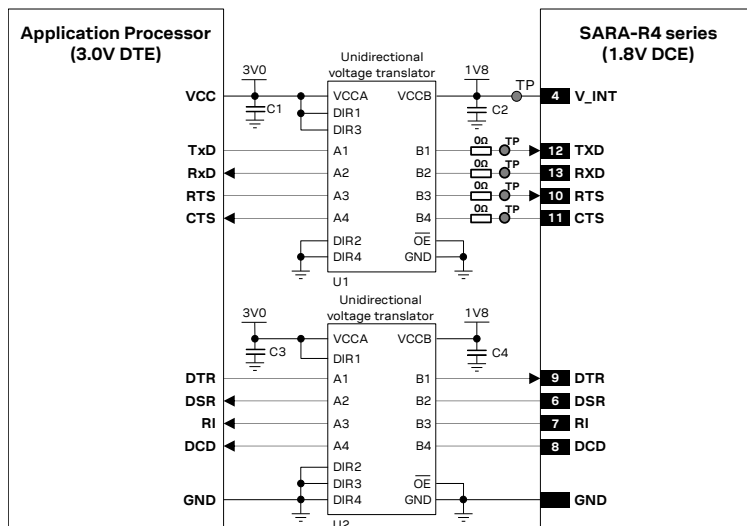 Application Processor
(3.0V DTE)
SARA-R4 series
(1.8V DCE)
Unidirectional
voltage translator
3V0
1V8
TP
VCC
C1
VCCA
VCCB
C2
4
V_INT
DIR1
DIR3
0Ω
TP
TxD
A1
B1
12
TXD
0Ω
TP
RxD
A2
B2
13
RXD
0Ω
TP
RTS
A3
B3
10
RTS
0Ω
TP
CTS
A4
B4
11
CTS
DIR2
OE
DIR4
GND
U1
Unidirectional
voltage translator
3V0
1V8
VCCA
VCCB
C3
C4
DIR1
DTR
A1
B1
9
DTR
DSR
A2
B2
6
DSR
RI
A3
B3
7
RI
DCD
A4
B4
8
DCD
DIR2
DIR3
OE
GND
DIR4
GND
GND
U2